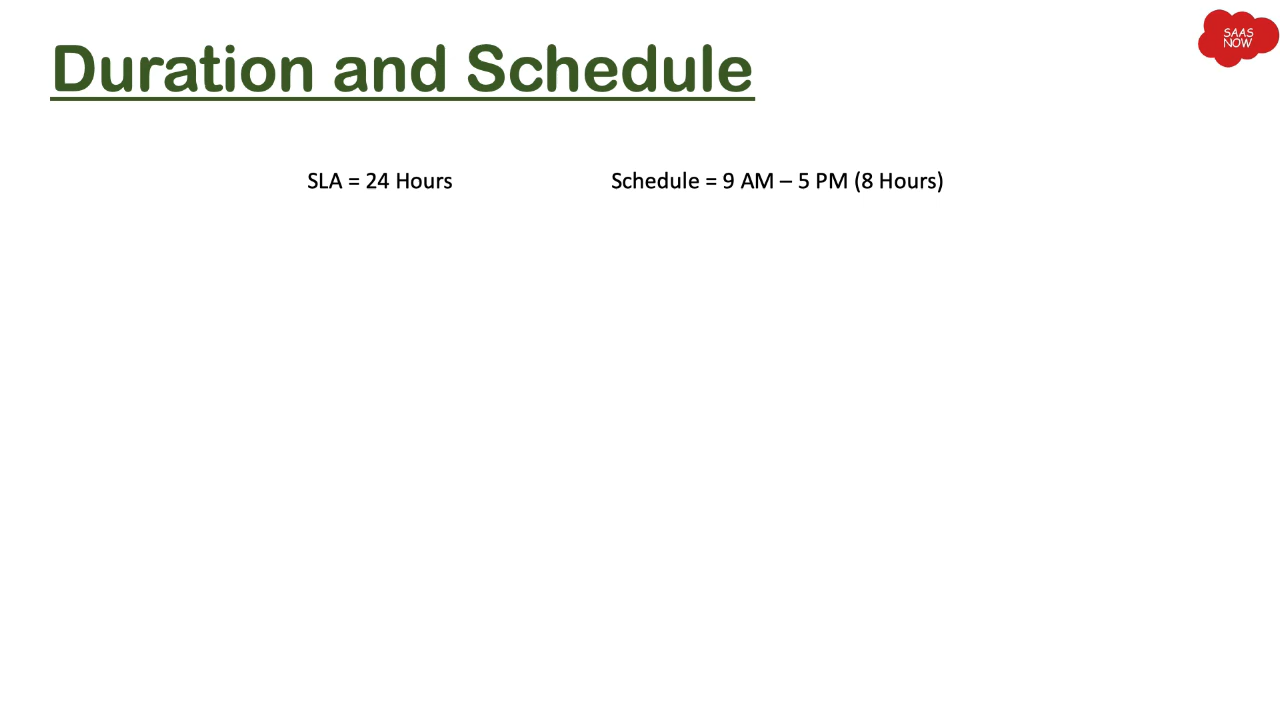 Duration and Schedule
SAAS
NOW
SLA = 24 Hours
Schedule = 9 AM – 5 PM (8 Hours)